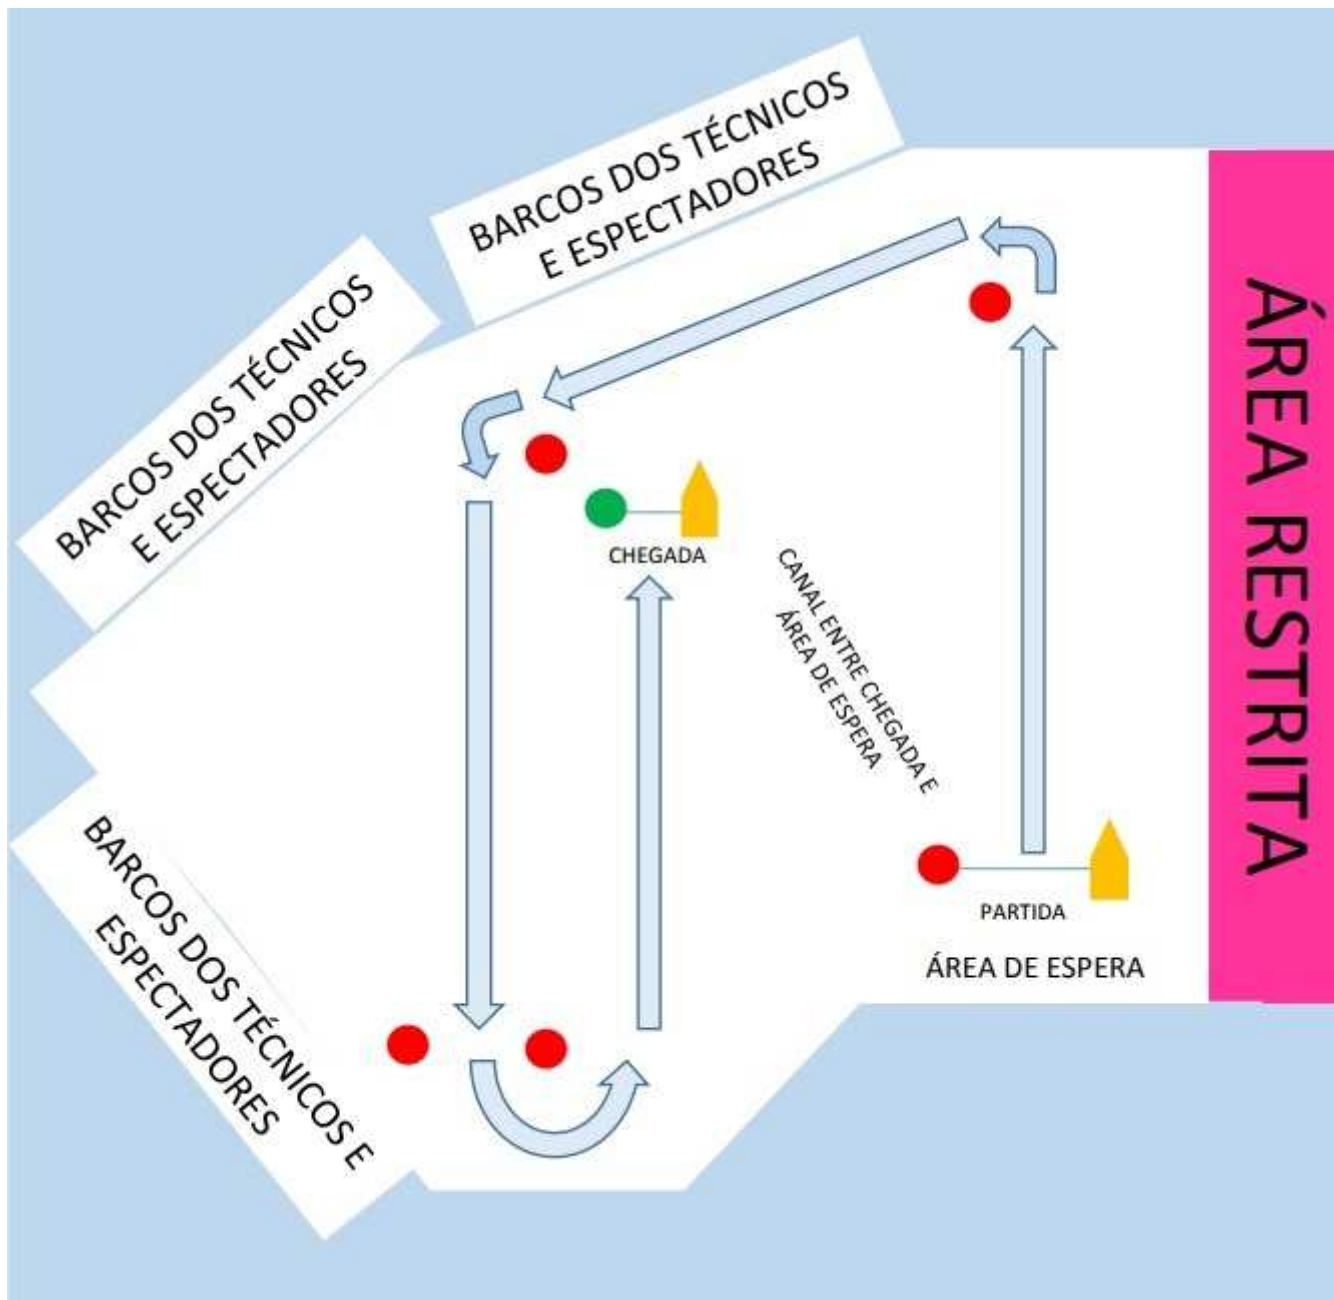 BARCOS DOS TÉCNICOS
E ESPECTADORES
BARCOS DOS TÉCNICOS
E ESPECTADORES
ÁREA RESTRITA
CHEGADA
CANAL ENTRE CHEGADA E
ÁREA DE ESPERA
PARTIDA
ÁREA DE ESPERA
BARCOS DOS TÉCNICOS E
ESPECTADORES